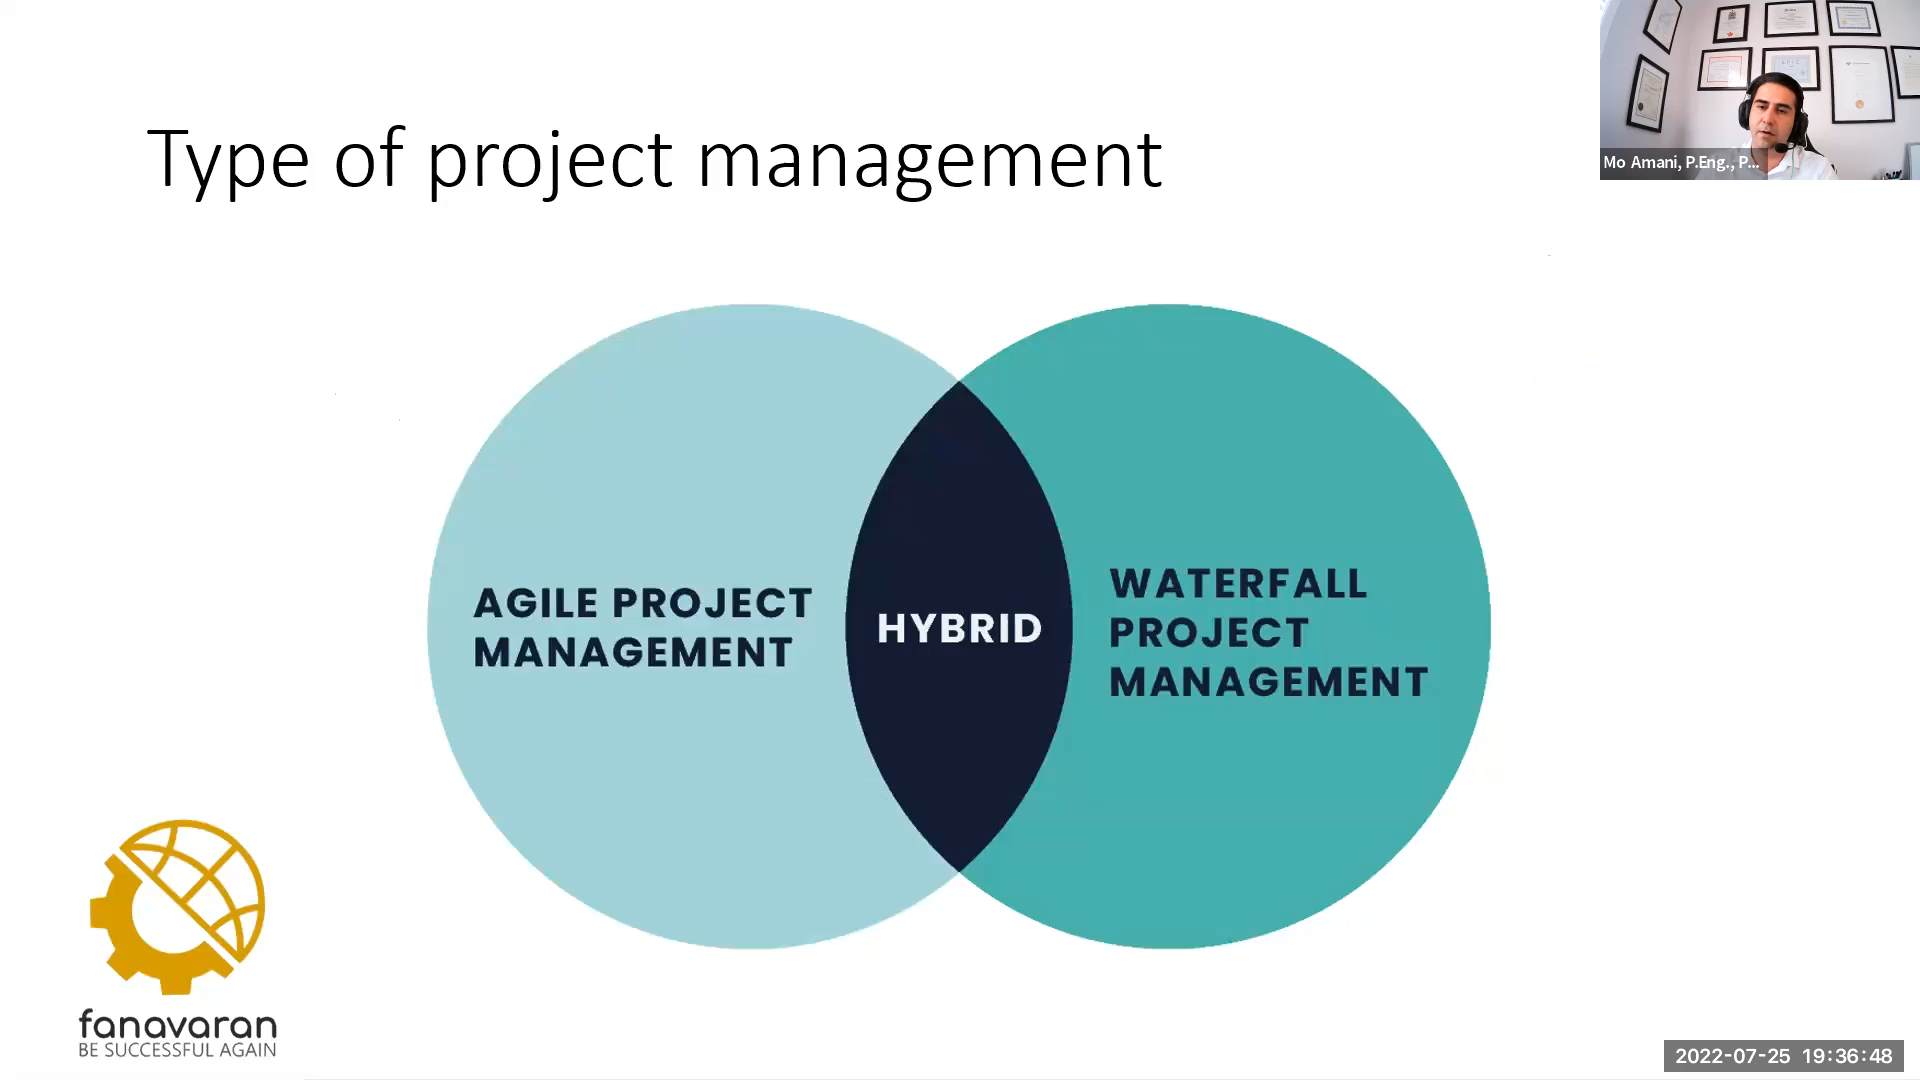 Type of project management
Mo Amani, P.Eng., P...
AGILE PROJECT
MANAGEMENT
HYBRID
WATERFALL
PROJECT
MANAGEMENT
fanavaran
BE SUCCESSFUL AGAIN
2022-07-25 19:36:48